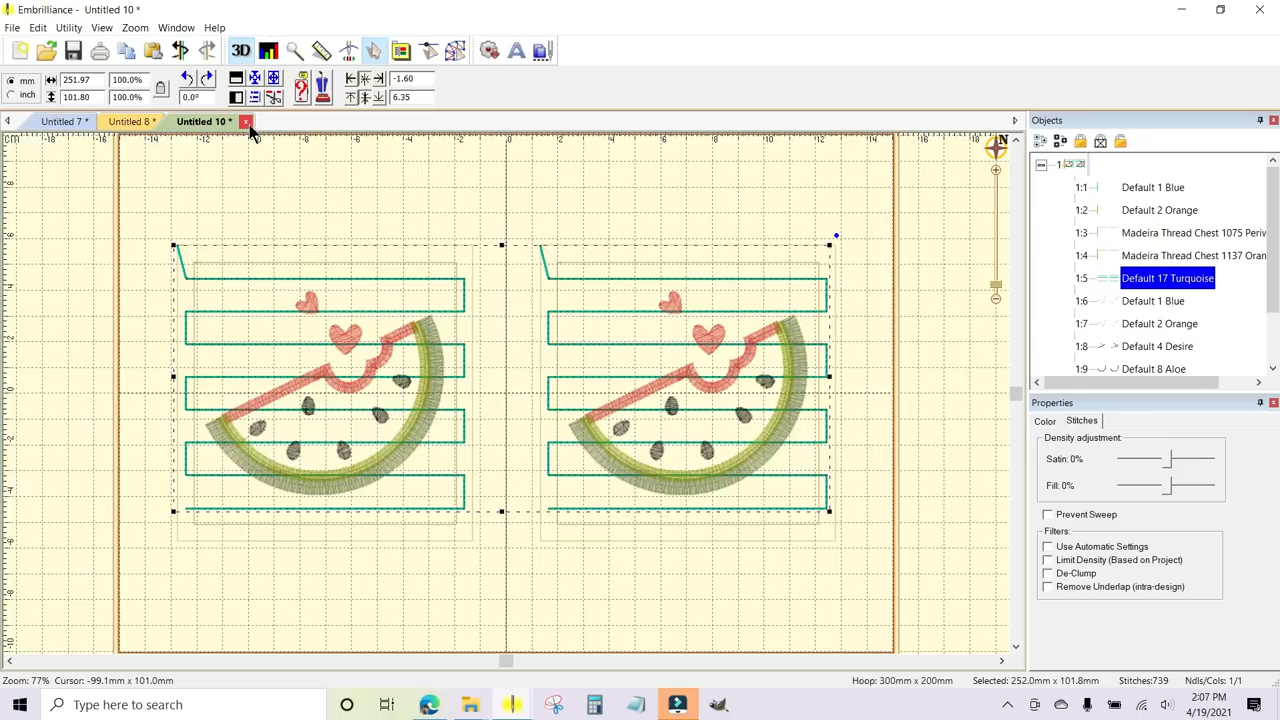 Embrilliance - Untitled 10 *
File Edit Utility View Zoom Window Help
3D
mm 251.97 100.0% -1.60
inch 101.80 100.0% 0.0° 6.35
Untitled 7 * Untitled 8 * Untitled 10 *
Objects
N
1:1 Default 1 Blue
1:2 Default 2 Orange
1:3 Madeira Thread Chest 1075 Periv
1:4 Madeira Thread Chest 1137 Oran
1:5 Default 17 Turquoise
1:6 Default 1 Blue
1:7 Default 2 Orange
1:8 Default 4 Desire
1:9 Default 8 Aloe
Properties
Color Stitches
Density adjustment
Satin: 0%
Fill: 0%
Prevent Sweep
Filters:
Use Automatic Settings
Limit Density (Based on Project)
De-Clump
Remove Underlap (intra-design)
Zoom: 77% Cursor: -99.1mm x 101.0mm Hoop: 300mm x 200mm Selected: 252.0mm x 101.8mm Stitches:739 Ndls/Cols: 1/1
Type here to search
2:07 PM
4/19/2021